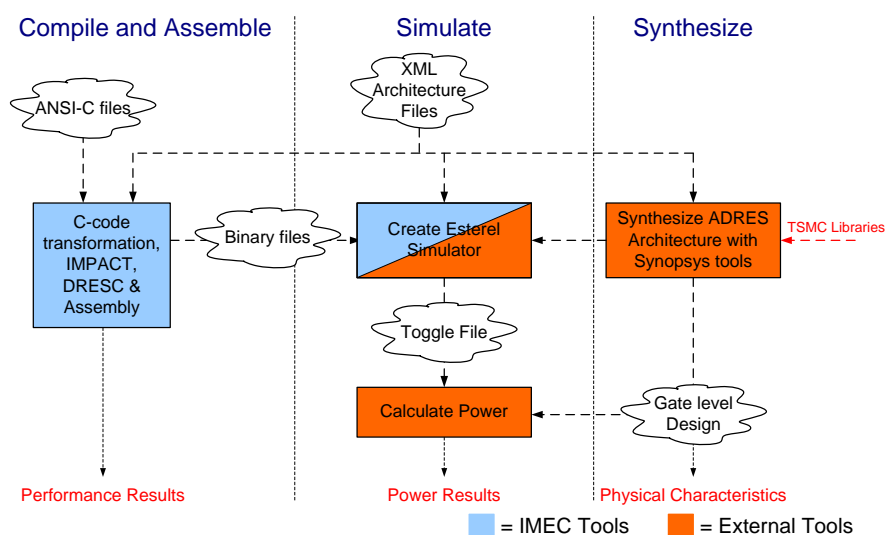 Compile and Assemble
Simulate
Synthesize
XML
Architecture
Files
ANSI-C files
C-code
transformation,
IMPACT,
DRESC &
Assembly
Binary files
Create Esterel
Simulator
Synthesize ADRES
Architecture with
Synopsys tools
TSMC Libraries
Toggle File
Calculate Power
Gate level
Design
Performance Results
Power Results
Physical Characteristics
= IMEC Tools
= External Tools